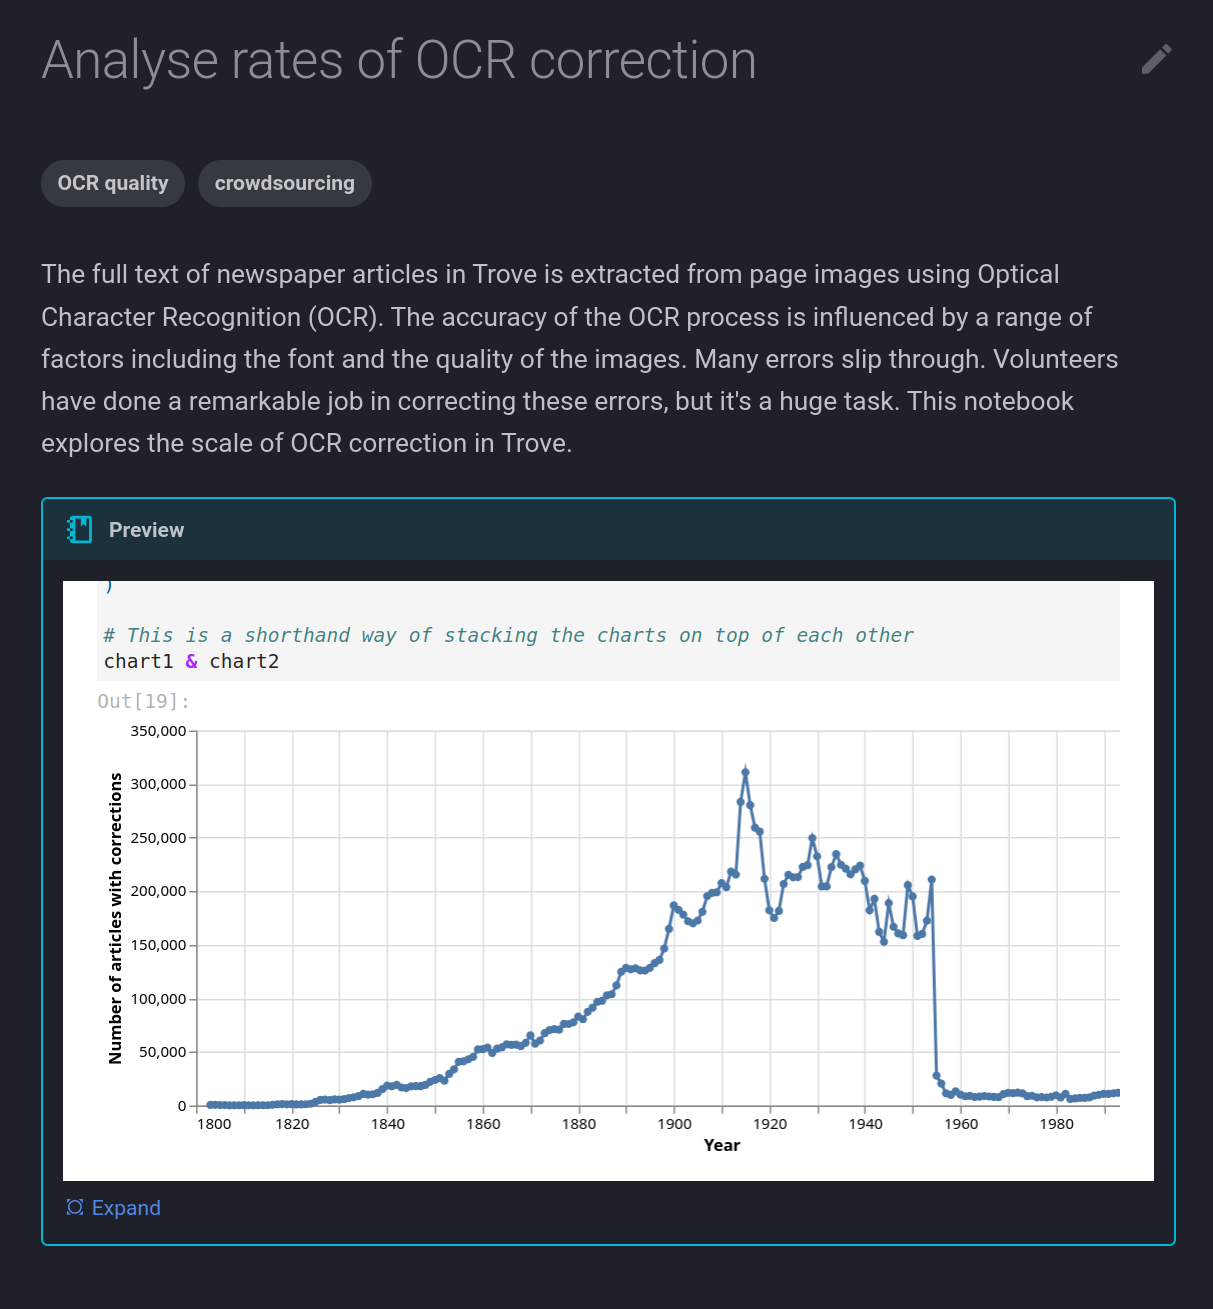 Analyse rates of OCR correction
OCR quality
crowdsourcing
The full text of newspaper articles in Trove is extracted from page images using Optical
Character Recognition (OCR). The accuracy of the OCR process is influenced by a range of
factors including the font and the quality of the images. Many errors slip through. Volunteers
have done a remarkable job in correcting these errors, but it's a huge task. This notebook
explores the scale of OCR correction in Trove.
Preview
)
# This is a shorthand way of stacking the charts on top of each other
chart1 & chart2
Out[19]:
350,000
300,000
250,000
200,000
150,000
100,000
50,000
0
Number of articles with corrections
1800 1820 1840 1860 1880 1900 1920 1940 1960 1980
Year
Expand